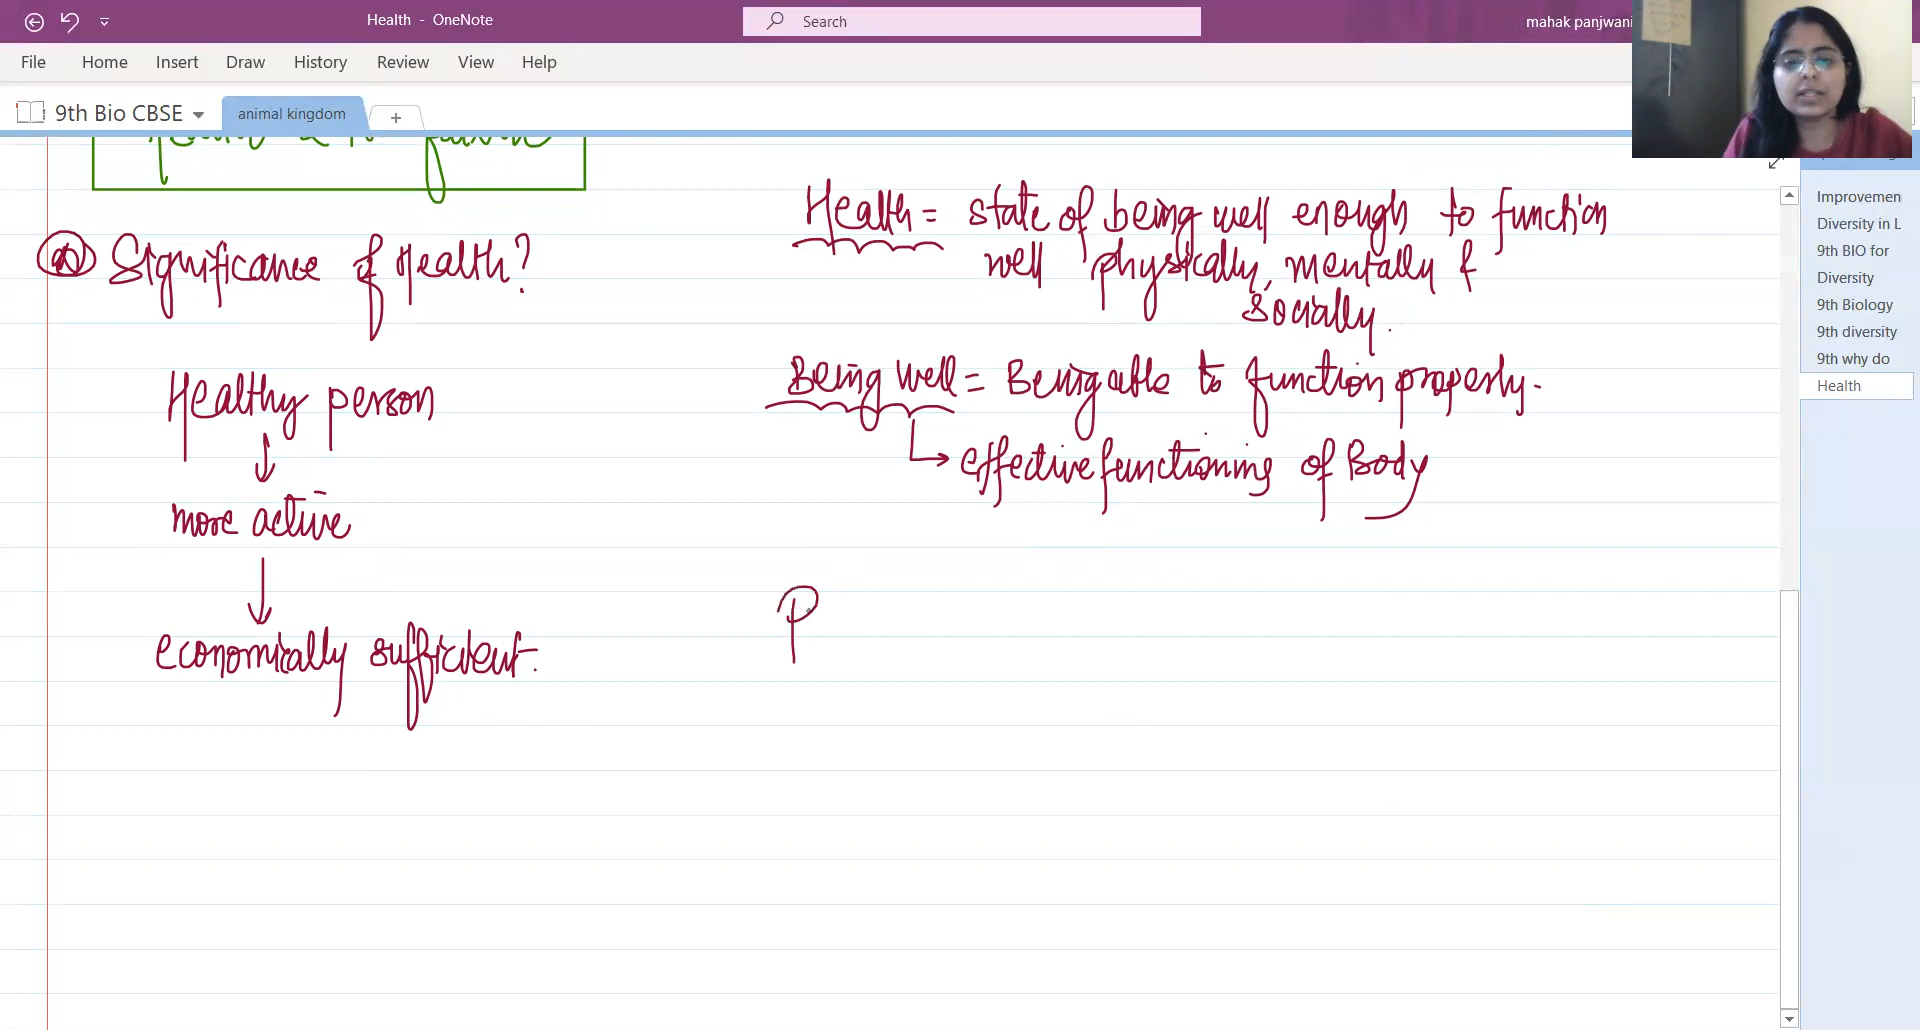 Health - OneNote
Search
mahak panjwani
File Home Insert Draw History Review View Help
9th Bio CBSE
animal kingdom
+
Significance of Health?
Healthy person
more active
economically sufficient.
Health = state of being well enough to function
well physically, mentally &
socially.
Being well = Being able to function properly.
effective functioning of Body
P
Improvemen
Diversity in L
9th BIO for
Diversity
9th Biology
9th diversity
9th why do
Health